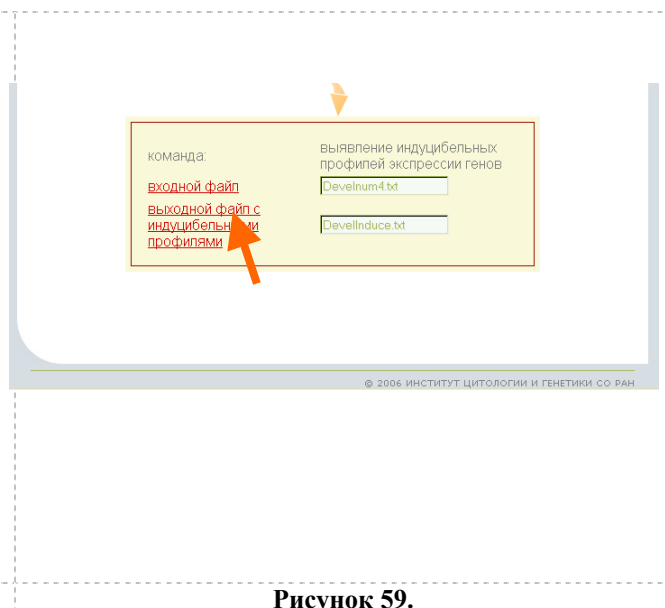 команда:
выявление индуцибельных
профилей экспрессии генов
входной файл
Develnum4.txt
выходной файл с
индуцибельными
профилями
DevelInduce.txt
© 2006 ИНСТИТУТ ЦИТОЛОГИИ И ГЕНЕТИКИ СО РАН
Рисунок 59.